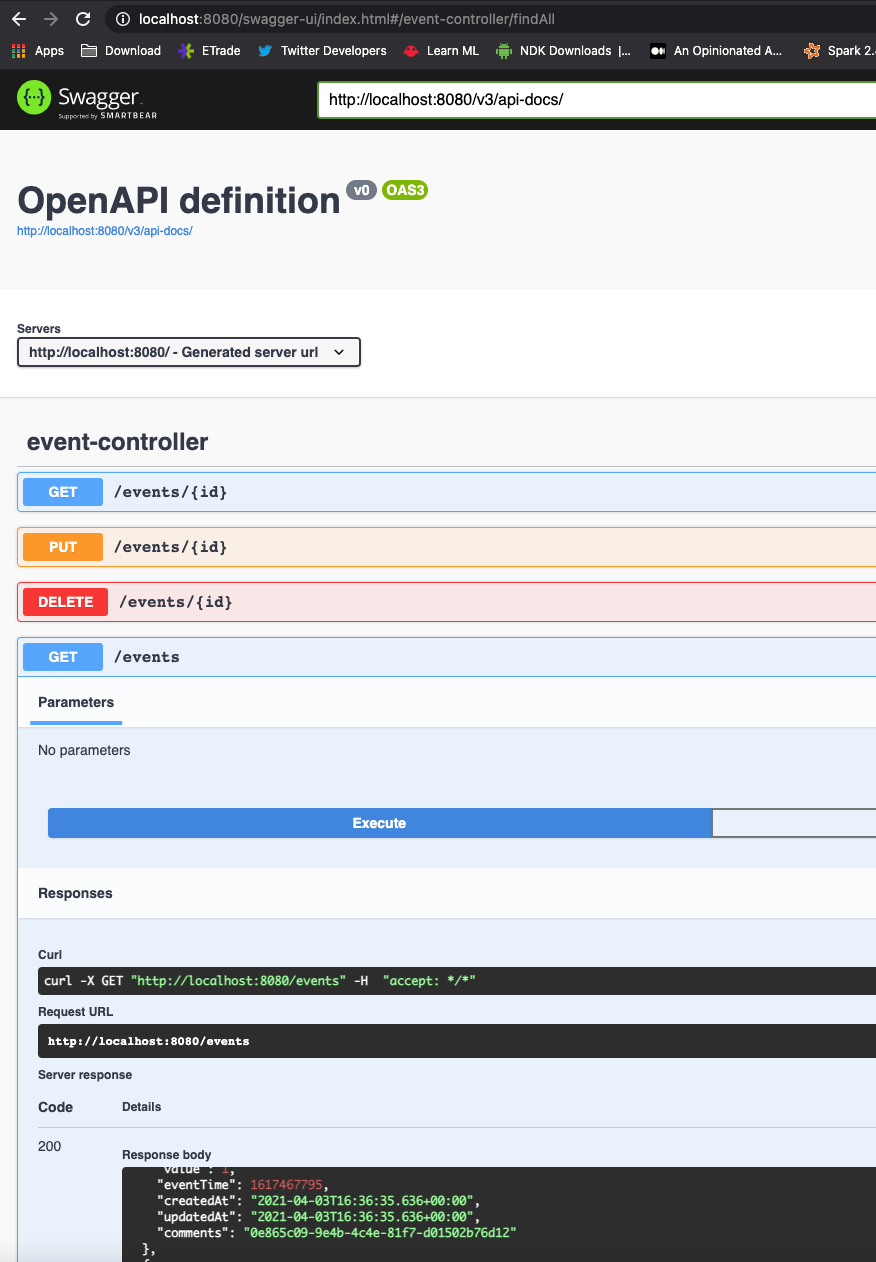 localhost:8080/swagger-ui/index.html#/event-controller/findAll
Apps Download ETrade Twitter Developers Learn ML NDK Downloads |... An Opinionated A... Spark 2.
Swagger
Supported by SMARTBEAR
http://localhost:8080/v3/api-docs/
OpenAPI definition v0 OAS3
http://localhost:8080/v3/api-docs/
Servers
http://localhost:8080/ - Generated server url
event-controller
GET /events/{id}
PUT /events/{id}
DELETE /events/{id}
GET /events
Parameters
No parameters
Execute
Responses
Curl
curl -X GET "http://localhost:8080/events" -H  "accept: */*"
Request URL
http://localhost:8080/events
Server response
Code Details
200
Response body
"value": 1,
"eventTime": 1617467795,
"createdAt": "2021-04-03T16:36:35.636+00:00",
"updatedAt": "2021-04-03T16:36:35.636+00:00",
"comments": "0e865c09-9e4b-4c4e-81f7-d01502b76d12"
},